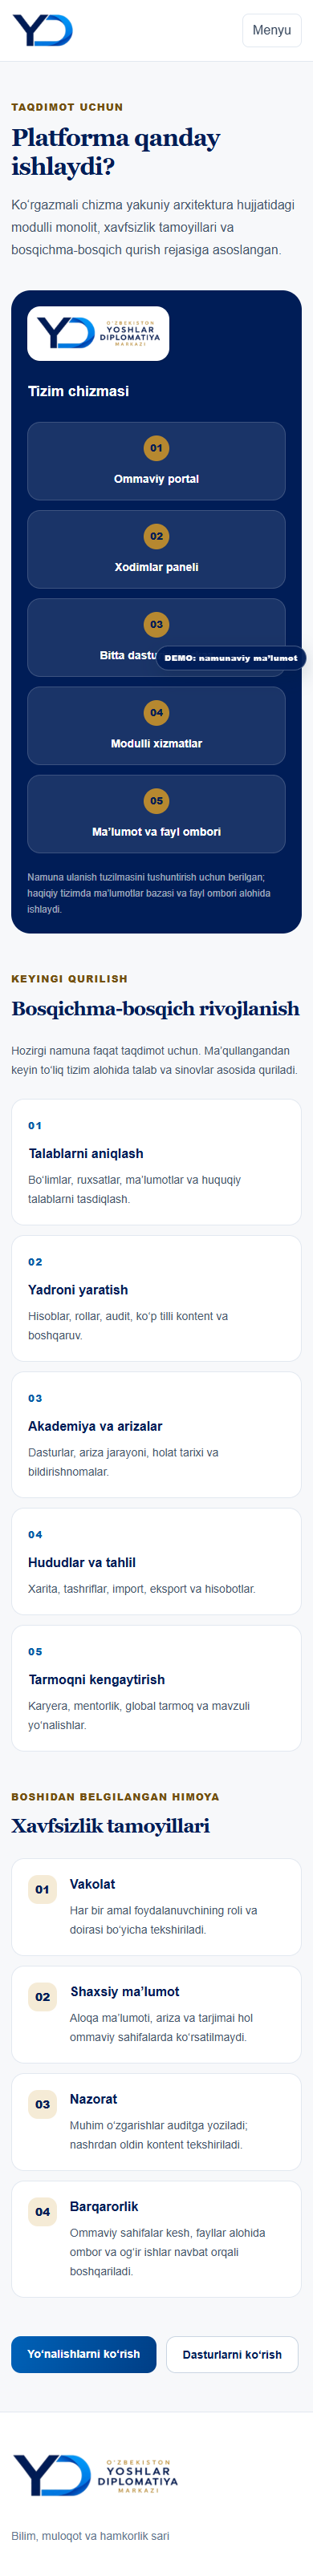 YD
Menyu
TAQDIMOT UCHUN
Platforma qanday
ishlaydi?
Ko‘rgazmali chizma yakuniy arxitektura hujjatidagi
modulli monolit, xavfsizlik tamoyillari va
bosqichma-bosqich qurish rejasiga asoslangan.
YD
O‘ZBEKISTON
YOSHLAR
DIPLOMATIYA
MARKAZI
Tizim chizmasi
01
Ommaviy portal
02
Xodimlar paneli
03
Bitta dastu
DEMO: namunaviy ma’lumot
04
Modulli xizmatlar
05
Ma’lumot va fayl ombori
Namuna ulanish tuzilmasini tushuntirish uchun berilgan;
haqiqiy tizimda ma’lumotlar bazasi va fayl ombori alohida
ishlaydi.
KEYINGI QURILISH
Bosqichma-bosqich rivojlanish
Hozirgi namuna faqat taqdimot uchun. Ma’qullangandan
keyin to‘liq tizim alohida talab va sinovlar asosida quriladi.
01
Talablarni aniqlash
Bo‘limlar, ruxsatlar, ma’lumotlar va huquqiy
talablarni tasdiqlash.
02
Yadroni yaratish
Hisoblar, rollar, audit, ko‘p tilli kontent va
boshqaruv.
03
Akademiya va arizalar
Dasturlar, ariza jarayoni, holat tarixi va
bildirishnomalar.
04
Hududlar va tahlil
Xarita, tashriflar, import, eksport va hisobotlar.
05
Tarmoqni kengaytirish
Karyera, mentorlik, global tarmoq va mavzuli
yo‘nalishlar.
BOSHIDAN BELGILANGAN HIMOYA
Xavfsizlik tamoyillari
01
Vakolat
Har bir amal foydalanuvchining roli va
doirasi bo‘yicha tekshiriladi.
02
Shaxsiy ma’lumot
Aloqa ma’lumoti, ariza va tarjimai hol
ommaviy sahifalarda ko‘rsatilmaydi.
03
Nazorat
Muhim o‘zgarishlar auditga yoziladi;
nashrdan oldin kontent tekshiriladi.
04
Barqarorlik
Ommaviy sahifalar kesh, fayllar alohida
ombor va og‘ir ishlar navbat orqali
boshqariladi.
Yo‘nalishlarni ko‘rish
Dasturlarni ko‘rish
YD
O‘ZBEKISTON
YOSHLAR
DIPLOMATIYA
MARKAZI
Bilim, muloqot va hamkorlik sari